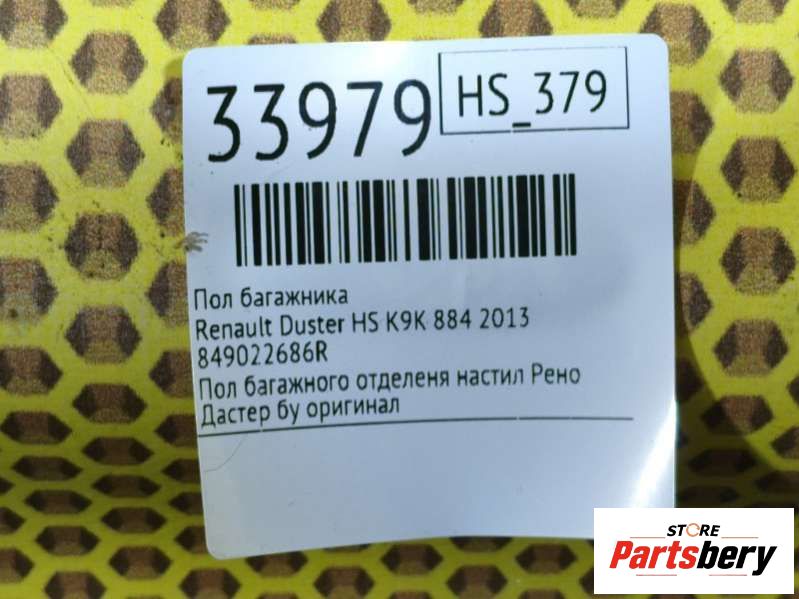 33979
HS_379
Пол багажника
Renault Duster HS K9K 884 2013
849022686R
Пол багажного отделеня настил Рено
Дастер бу оригинал
STORE
Partsbery